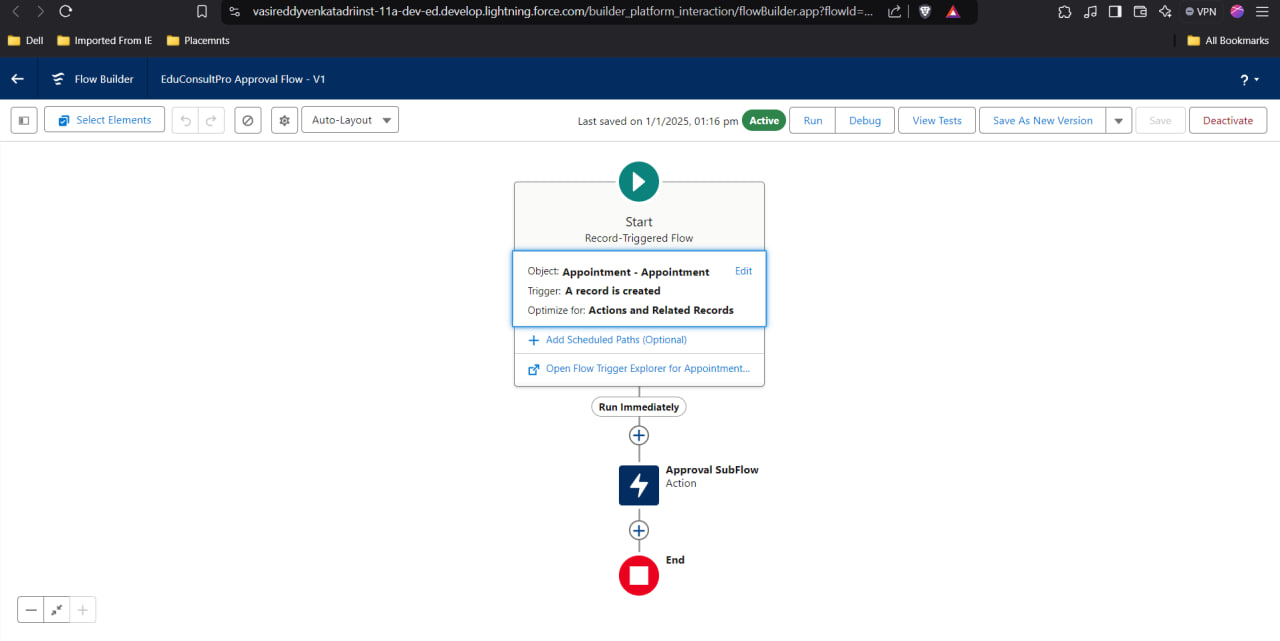 vasireddyvenkatadriinst-11a-dev-ed.develop.lightning.force.com/builder_platform_interaction/flowBuilder.app?flowId=...
VPN
Dell
Imported From IE
Placemnts
All Bookmarks
Flow Builder
EduConsultPro Approval Flow - V1
?
Select Elements
Auto-Layout
Last saved on 1/1/2025, 01:16 pm
Active
Run
Debug
View Tests
Save As New Version
Save
Deactivate
Start
Record-Triggered Flow
Object: Appointment - Appointment
Edit
Trigger: A record is created
Optimize for: Actions and Related Records
Add Scheduled Paths (Optional)
Open Flow Trigger Explorer for Appointment...
Run Immediately
Approval SubFlow
Action
End